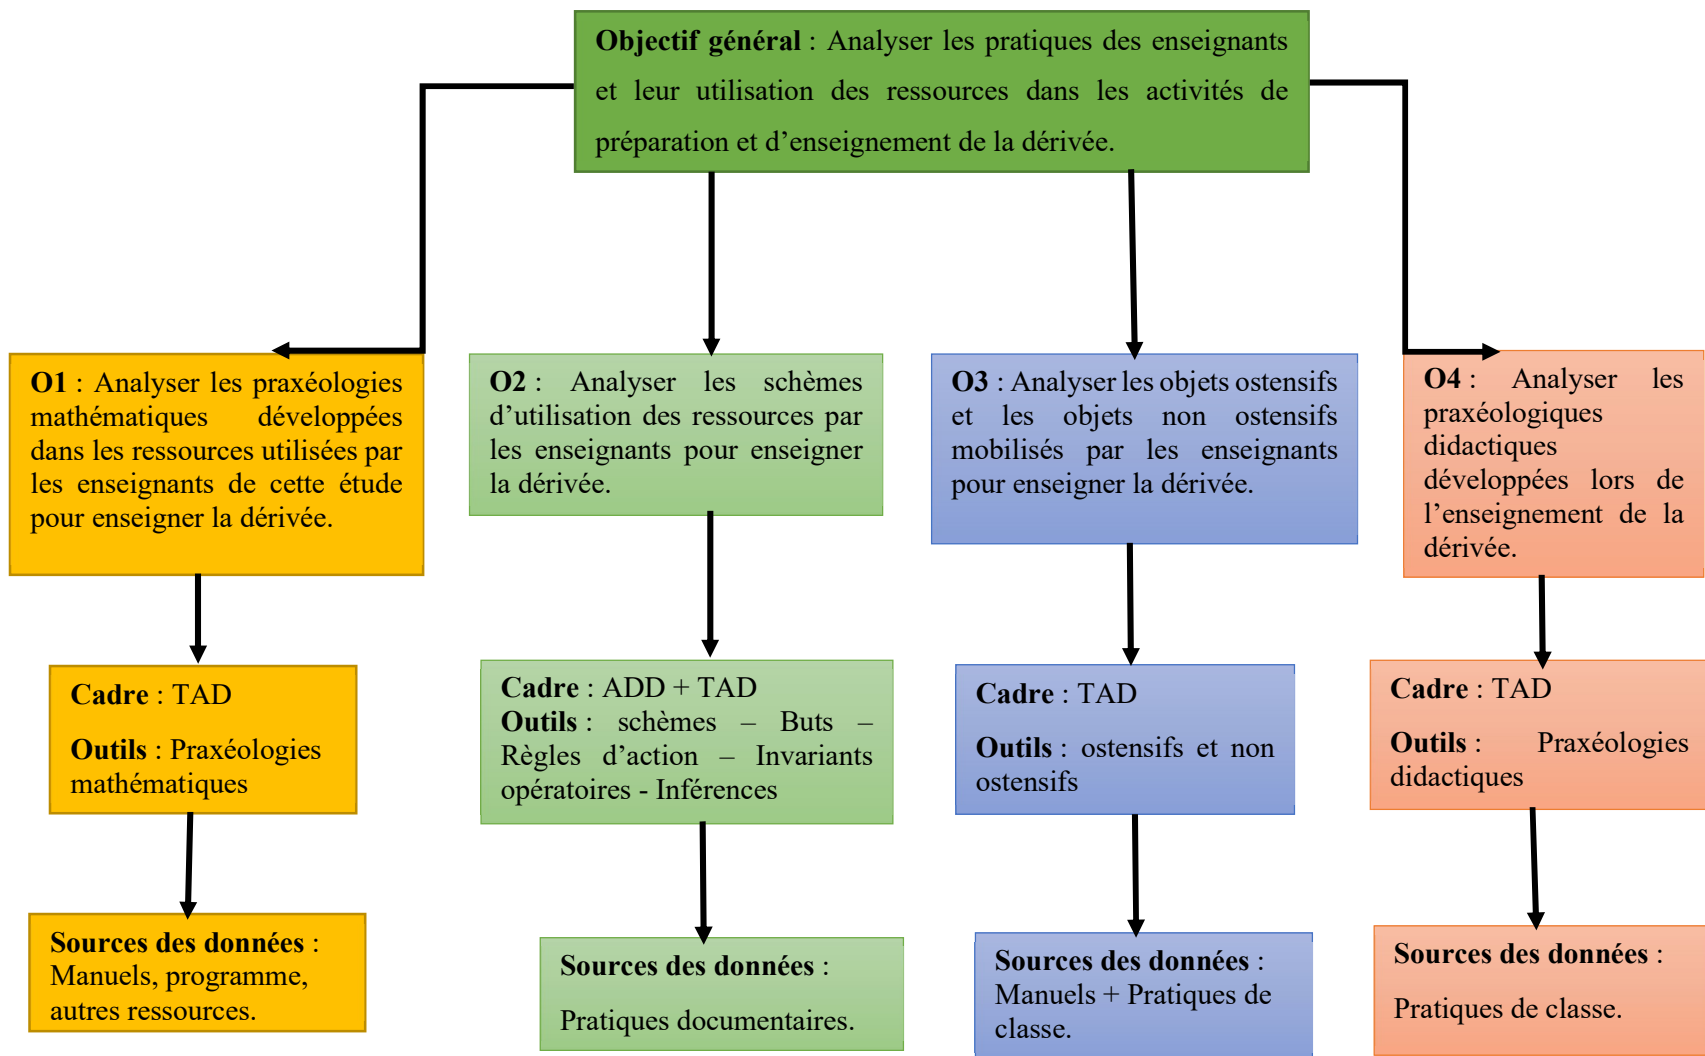 Objectif général : Analyser les pratiques des enseignants
et leur utilisation des ressources dans les activités de
préparation et d’enseignement de la dérivée.
O1 : Analyser les praxéologies
mathématiques développées
dans les ressources utilisées par
les enseignants de cette étude
pour enseigner la dérivée.
O2 : Analyser les schèmes
d’utilisation des ressources par
les enseignants pour enseigner
la dérivée.
O3 : Analyser les objets ostensifs
et les objets non ostensifs
mobilisés par les enseignants
pour enseigner la dérivée.
O4 : Analyser les
praxéologiques
didactiques
développées lors de
l’enseignement de la
dérivée.
Cadre : TAD
Outils : Praxéologies
mathématiques
Cadre : ADD + TAD
Outils : schèmes – Buts –
Règles d’action – Invariants
opératoires - Inférences
Cadre : TAD
Outils : ostensifs et non
ostensifs
Cadre : TAD
Outils : Praxéologies
didactiques
Sources des données :
Manuels, programme,
autres ressources.
Sources des données :
Pratiques documentaires.
Sources des données :
Manuels + Pratiques de
classe.
Sources des données :
Pratiques de classe.